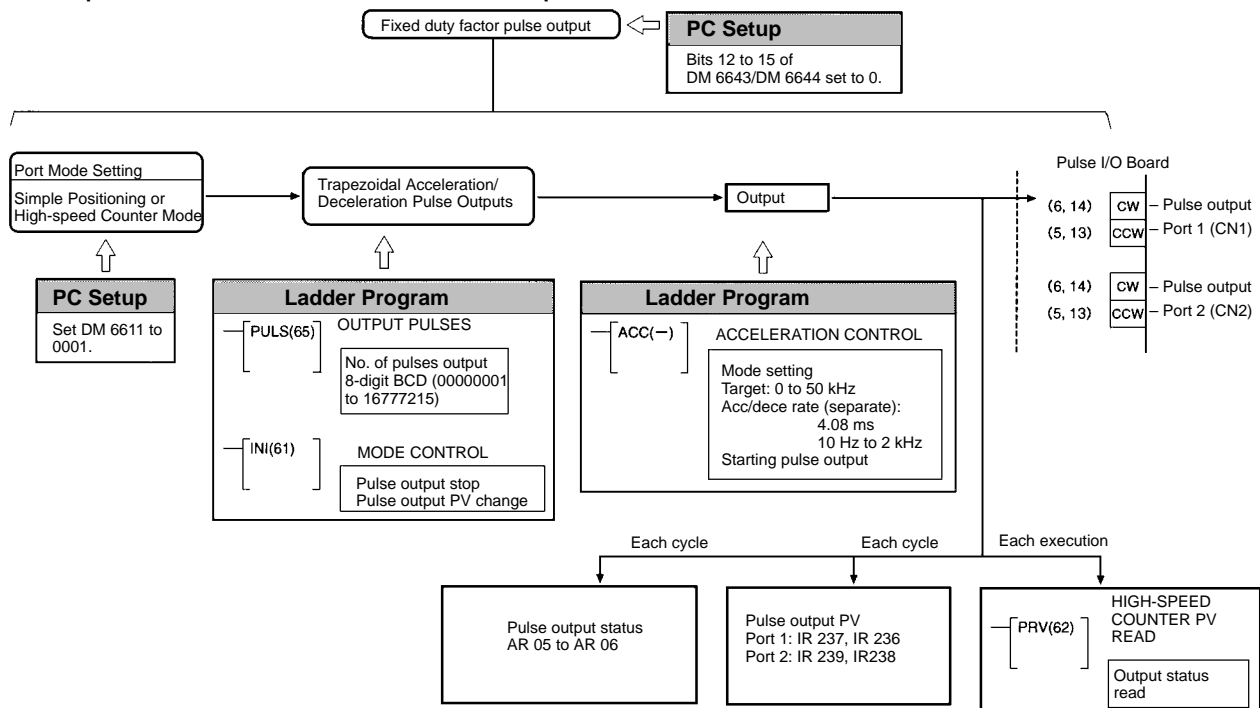 Fixed duty factor pulse output
PC Setup
Bits 12 to 15 of
DM 6643/DM 6644 set to 0.
Port Mode Setting
Simple Positioning or
High-speed Counter Mode
PC Setup
Set DM 6611 to
0001.
Trapezoidal Acceleration/
Deceleration Pulse Outputs
Ladder Program
PULS(65)
OUTPUT PULSES
No. of pulses output
8-digit BCD (00000001
to 16777215)
INI(61)
MODE CONTROL
Pulse output stop
Pulse output PV change
Output
Ladder Program
ACC(—)
ACCELERATION CONTROL
Mode setting
Target: 0 to 50 kHz
Acc/dece rate (separate):
4.08 ms
10 Hz to 2 kHz
Starting pulse output
Pulse I/O Board
(6, 14) CW – Pulse output
(5, 13) CCW – Port 1 (CN1)
(6, 14) CW – Pulse output
(5, 13) CCW – Port 2 (CN2)
Each cycle
Each cycle
Each execution
Pulse output status
AR 05 to AR 06
Pulse output PV
Port 1: IR 237, IR 236
Port 2: IR 239, IR238
PRV(62)
HIGH-SPEED
COUNTER PV
READ
Output status
read